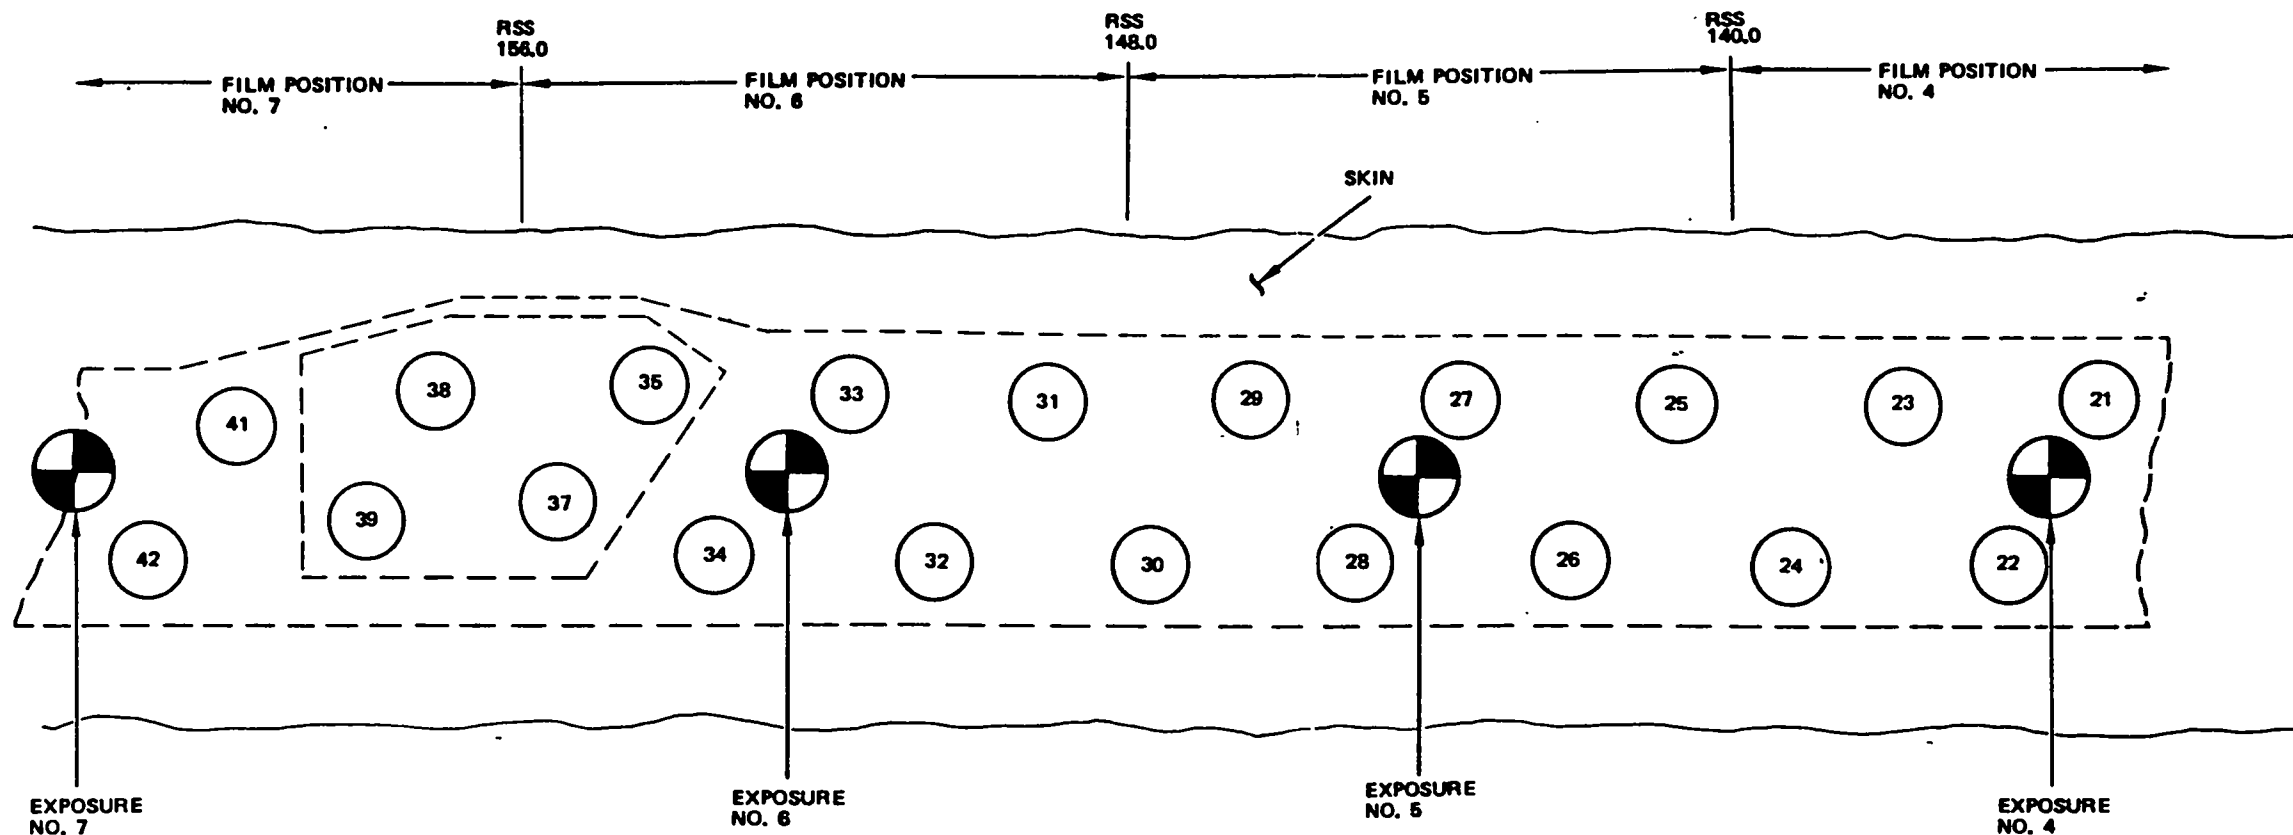 RSS
156.0
RSS
148.0
RSS
140.0
FILM POSITION
NO. 7
FILM POSITION
NO. 6
FILM POSITION
NO. 5
FILM POSITION
NO. 4
SKIN
38
35
33
31
29
27
25
23
21
41
39
37
42
34
32
30
28
26
24
22
EXPOSURE
NO. 7
EXPOSURE
NO. 6
EXPOSURE
NO. 5
EXPOSURE
NO. 4